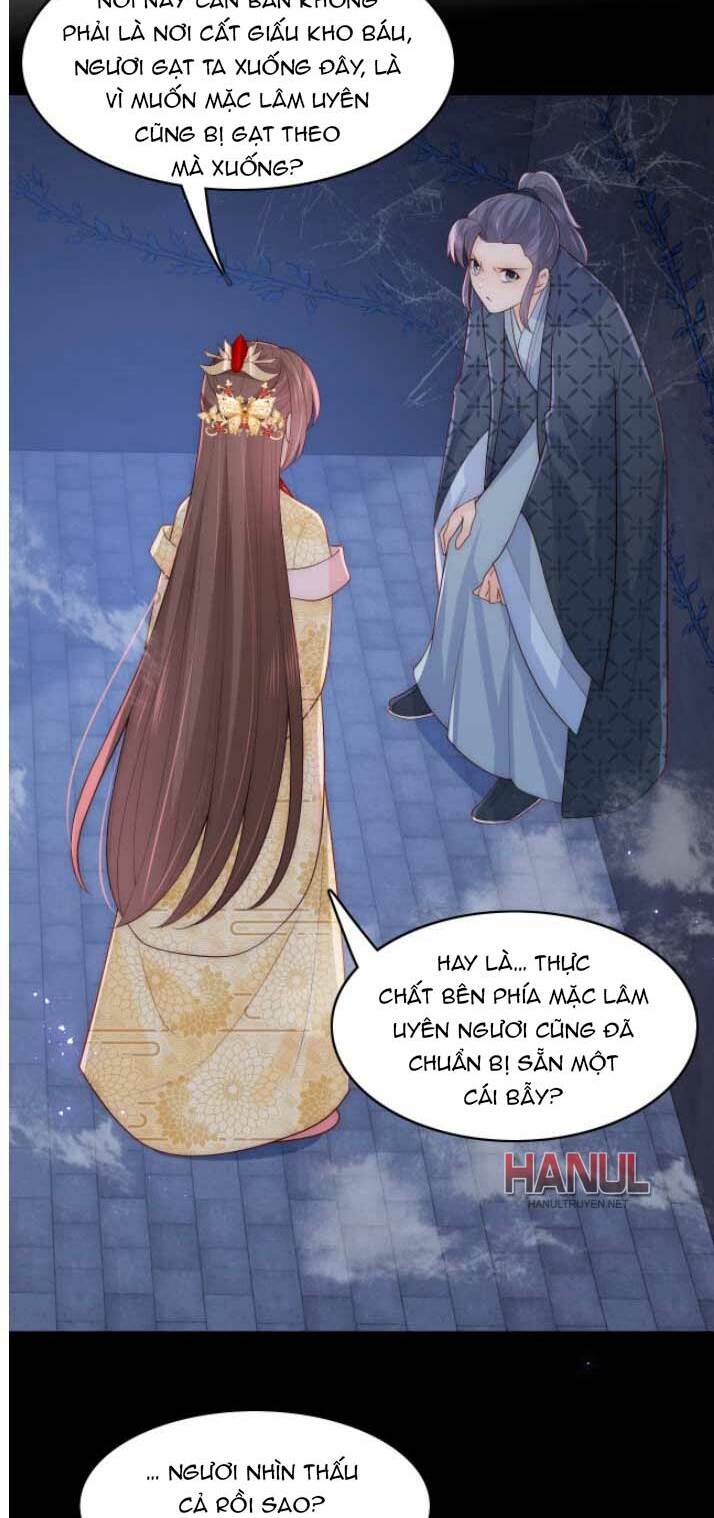 NƠI NÀY CĂN BẢN KHÔNG
PHẢI LÀ NƠI CẤT GIẤU KHO BÁU,
NGƯƠI GẠT TA XUỐNG ĐÂY, LÀ
VÌ MUỐN MẶC LÂM UYÊN
CŨNG BỊ GẠT THEO
MÀ XUỐNG?
HAY LÀ... THỰC
CHẤT BÊN PHÍA MẶC LÂM
UYÊN NGƯƠI CŨNG ĐÃ
CHUẨN BỊ SẴN MỘT
CÁI BẪY?
HANUL
HANULTRUYEN.NET
... NGƯƠI NHÌN THẤU
CẢ RỒI SAO?